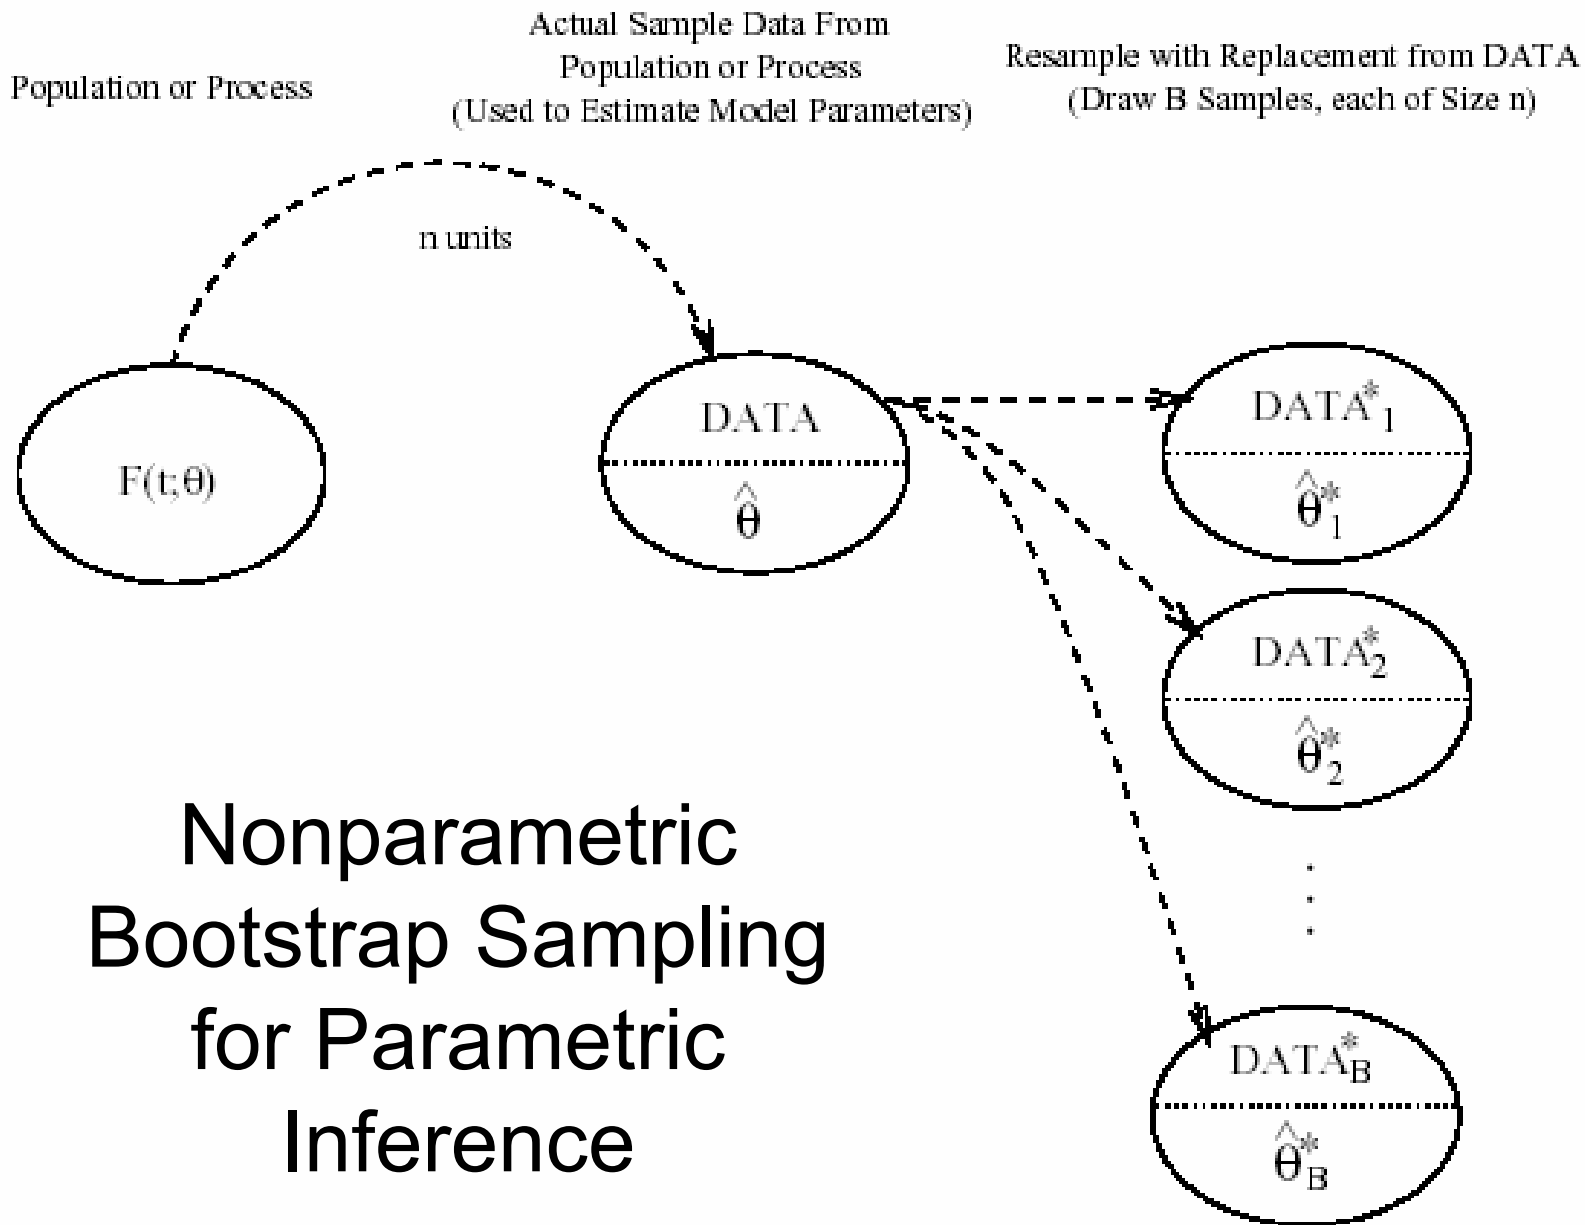 Population or Process
Actual Sample Data From
Population or Process
(Used to Estimate Model Parameters)
Resample with Replacement from DATA
(Draw B Samples, each of Size n)
n units
F(t;θ)
DATA
θ̂
DATA*₁
θ̂*₁
DATA*₂
θ̂*₂
.
.
.
DATA*B
θ̂*B
Nonparametric
Bootstrap Sampling
for Parametric
Inference